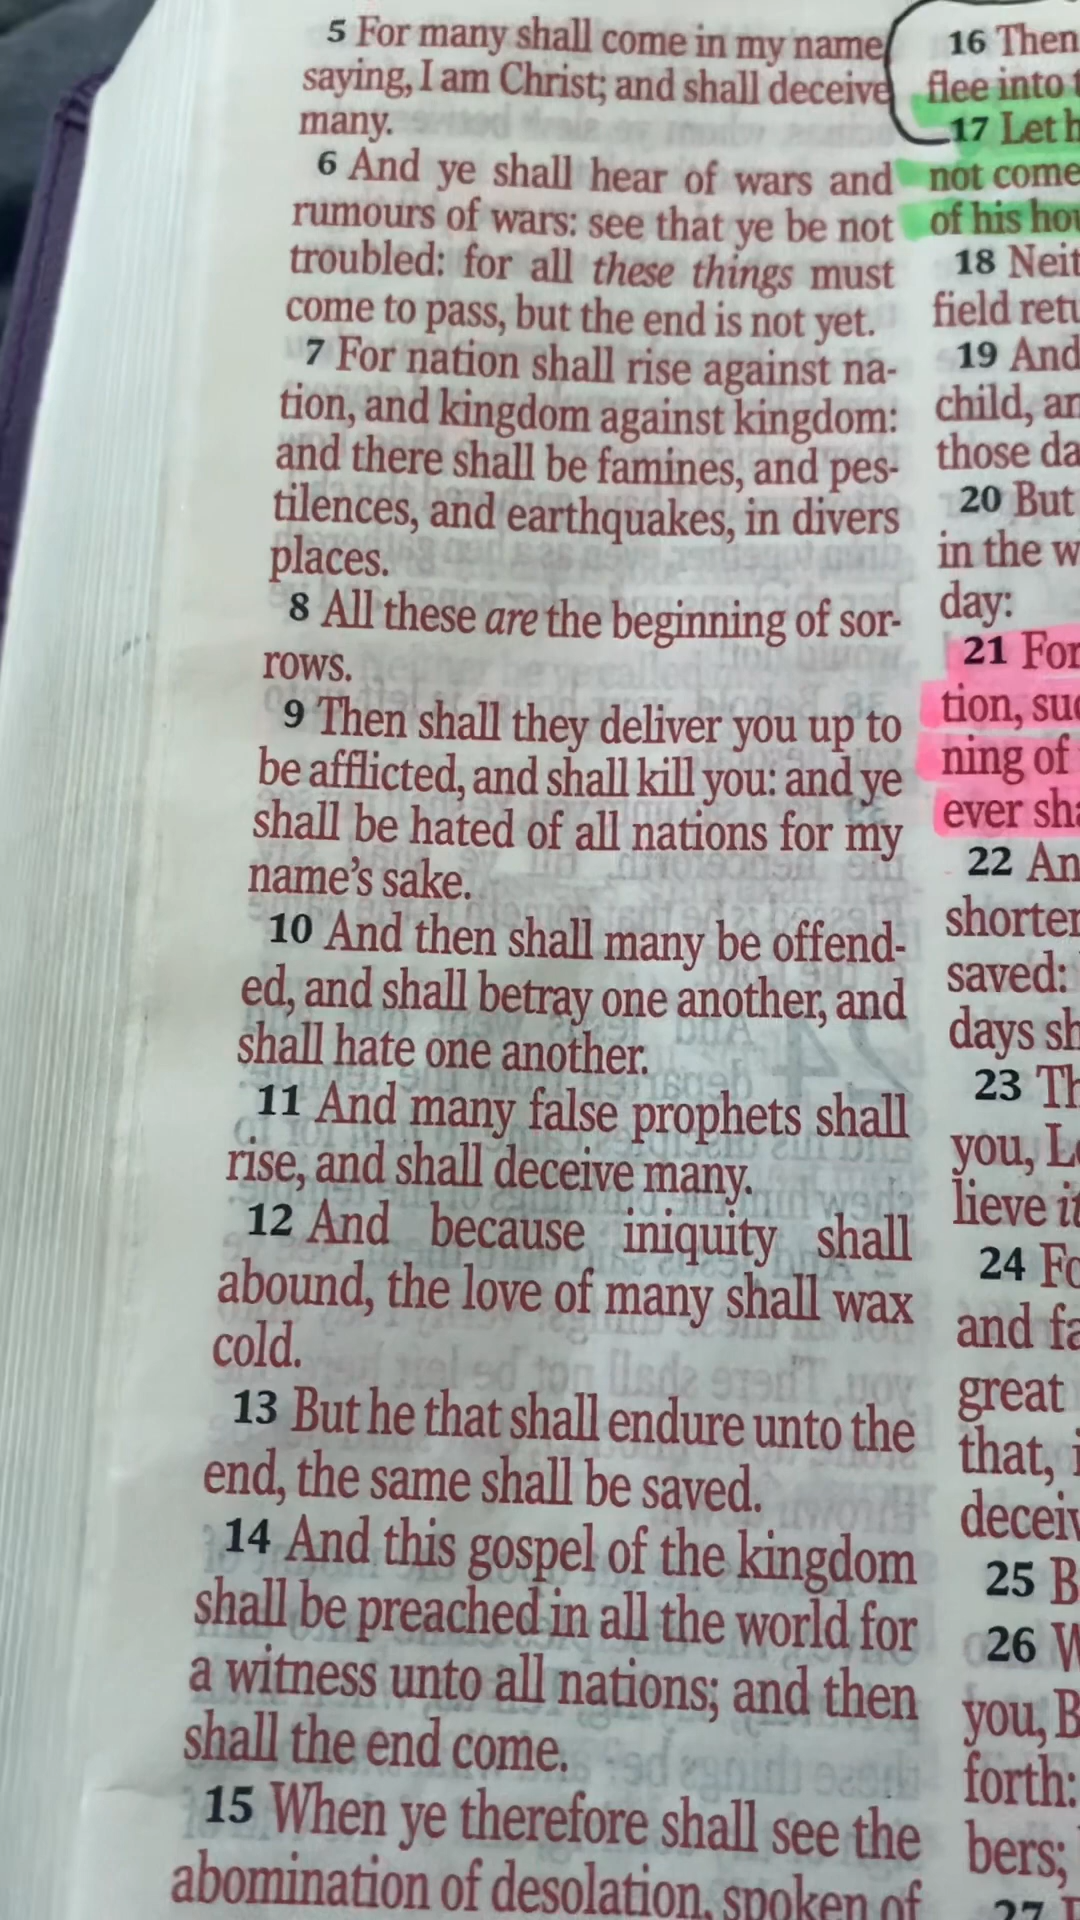 5 For many shall come in my name
saying, I am Christ; and shall deceive
many.
6 And ye shall hear of wars and
rumours of wars: see that ye be not
troubled: for all these things must
come to pass, but the end is not yet.
7 For nation shall rise against na-
tion, and kingdom against kingdom:
and there shall be famines, and pes-
tilences, and earthquakes, in divers
places.
8 All these are the beginning of sor-
rows.
9 Then shall they deliver you up to
be afflicted, and shall kill you: and ye
shall be hated of all nations for my
name's sake.
10 And then shall many be offend-
ed, and shall betray one another, and
shall hate one another.
11 And many false prophets shall
rise, and shall deceive many.
12 And because iniquity shall
abound, the love of many shall wax
cold.
13 But he that shall endure unto the
end, the same shall be saved.
14 And this gospel of the kingdom
shall be preached in all the world for
a witness unto all nations; and then
shall the end come.
15 When ye therefore shall see the
abomination of desolation, spoken of
16 Then
flee into
17 Let
not come
of his
18
field
19 And
child,
those
20 But
in the
day:
21 For
tion,
ning of
ever
22

saved:
days
23
you,
lieve
24
and
great
that,

25
26
you,
forth:
bers;
27